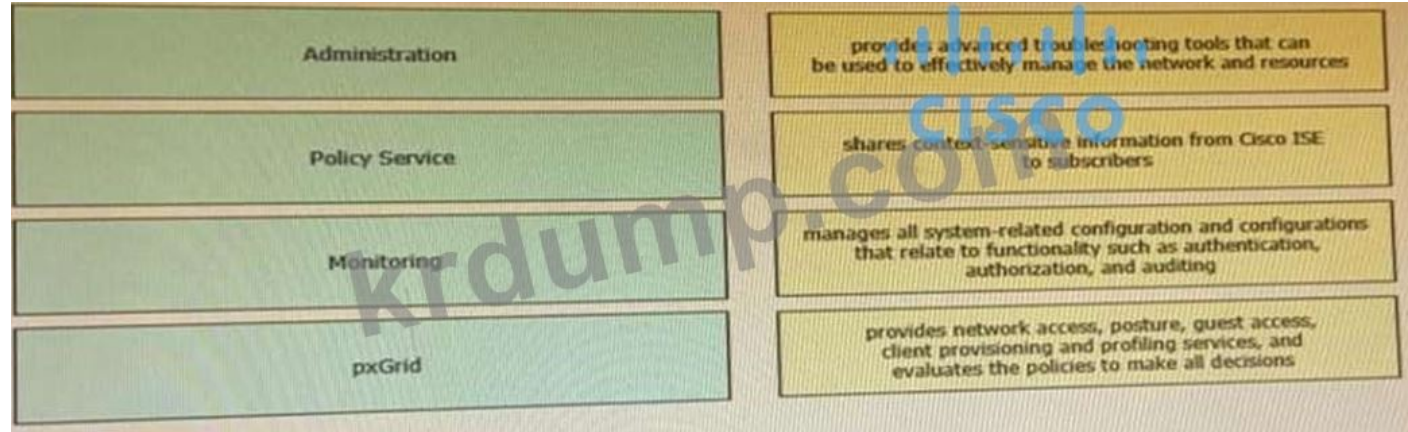 Administration
provides advanced troubleshooting tools that can
be used to effectively manage the network and resources
Policy Service
shares context-sensitive information from Cisco ISE
to subscribers
Monitoring
manages all system-related configuration and configurations
that relate to functionality such as authentication,
authorization, and auditing
pxGrid
provides network access, posture, guest access,
client provisioning and profiling services, and
evaluates the policies to make all decisions
CISCO
krdump.com